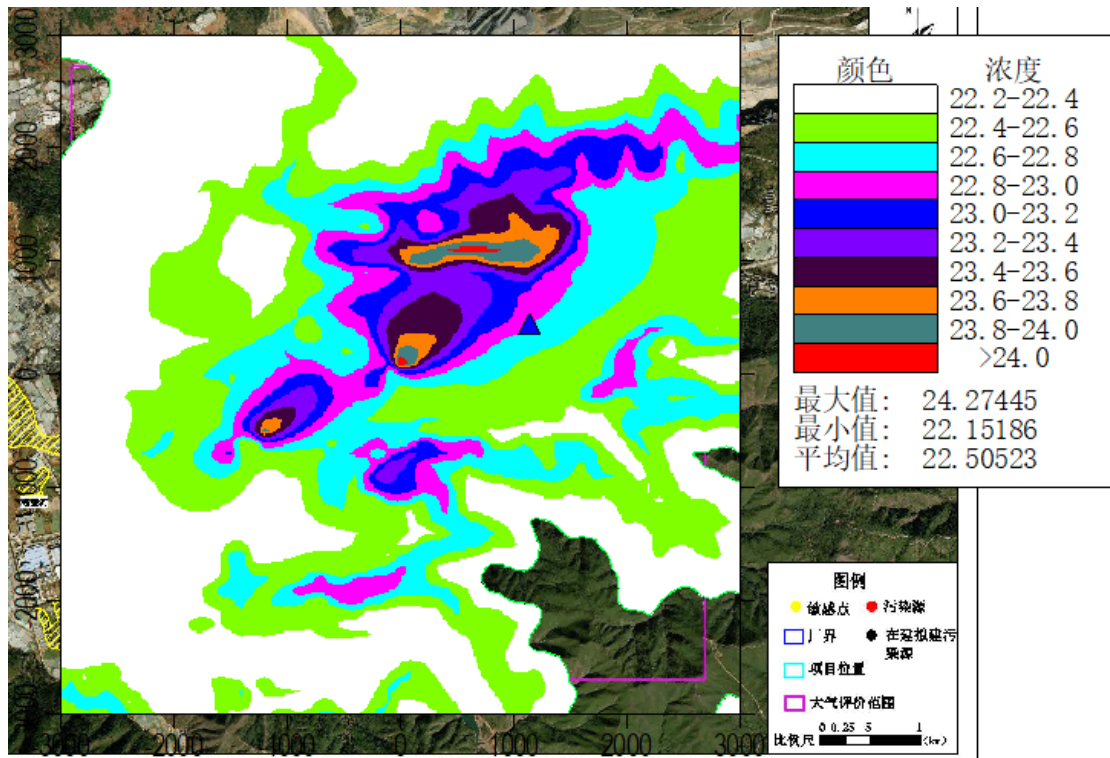 N
颜色 浓度
22.2-22.4
22.4-22.6
22.6-22.8
22.8-23.0
23.0-23.2
23.2-23.4
23.4-23.6
23.6-23.8
23.8-24.0
>24.0
最大值: 24.27445
最小值: 22.15186
平均值: 22.50523
3000
2000
1000
0
1000
2000
3000
3000 2000 1000 0 1000 2000 3000
图例
敏感点 污染源
厂界 在建拟建污
染源
项目位置
大气评价范围
比例尺 0 0.25 5 1 (km)